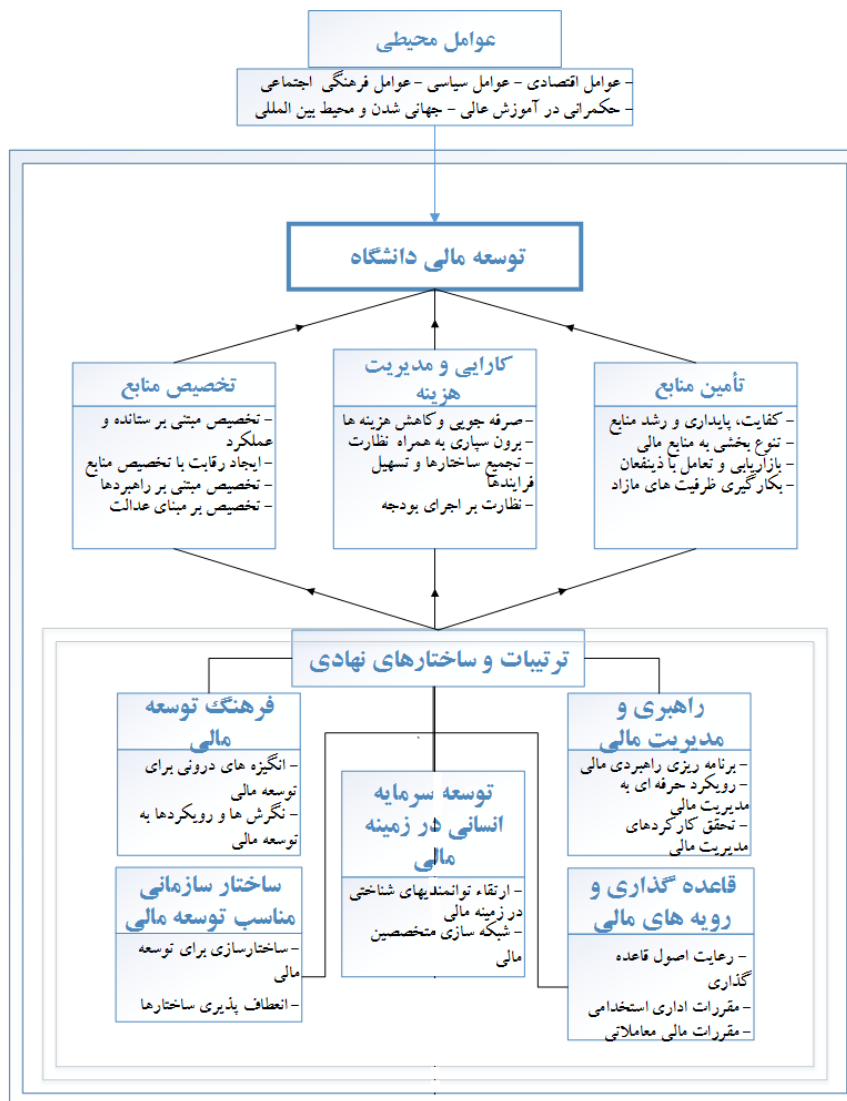 عوامل محیطی
– عوامل اقتصادی – عوامل سیاسی – عوامل فرهنگی اجتماعی
– حکمرانی در آموزش عالی – جهانی شدن و محیط بین المللی
توسعه مالی دانشگاه
تأمین منابع
– کفایت، پایداری و رشد منابع
– تنوع بخشی به منابع مالی
– بازاریابی و تعامل با ذینفعان
– بکارگیری ظرفیت های مازاد
کارایی و مدیریت
هزینه
– صرفه جویی و کاهش هزینه ها
– برون سپاری به همراه نظارت
– تجمیع ساختارها و تسهیل
فرایندها
– نظارت بر اجرای بودجه
تخصیص منابع
– تخصیص مبتنی بر ستانده و
عملکرد
– ایجاد رقابت با تخصیص منابع
– تخصیص مبتنی بر راهبردها
– تخصیص بر مبنای عدالت
ترتیبات و ساختارهای نهادی
راهبری و
مدیریت مالی
– برنامه ریزی راهبردی مالی
– رویکرد حرفه ای به
مدیریت مالی
– تحقق کارکردهای
مدیریت مالی
فرهنگ توسعه
مالی
– انگیزه های درونی برای
توسعه مالی
– نگرش ها و رویکردها به
توسعه مالی
توسعه سرمایه
انسانی در زمینه
مالی
– ارتقاء توانمندیهای شناختی
در زمینه مالی
– شبکه سازی متخصصین
مالی
قاعده گذاری و
رویه های مالی
– رعایت اصول قاعده
گذاری
– مقررات اداری استخدامی
– مقررات مالی معاملاتی
ساختار سازمانی
مناسب توسعه مالی
– ساختارسازی برای توسعه
مالی
– انعطاف پذیری ساختارها